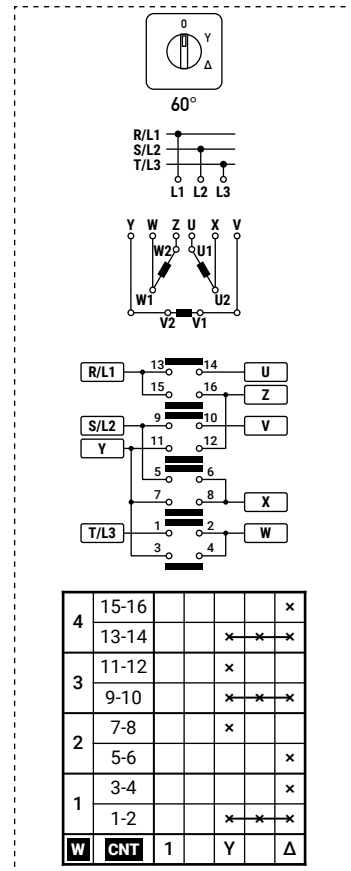 0
Y
Δ
60°
R/L1
S/L2
T/L3
L1 L2 L3
Y W Z U X V
W2 U1
W1 U2
V2 V1
R/L1 13 14 U
15 16 Z
S/L2 9 10 V
Y 11 12
5 6
7 8 X
T/L3 1 2 W
3 4
4 15-16 ×
13-14 × × ×
3 11-12 ×
9-10 × × ×
2 7-8 ×
5-6 ×
1 3-4 ×
1-2 × × ×
W CNT 1 Y Δ